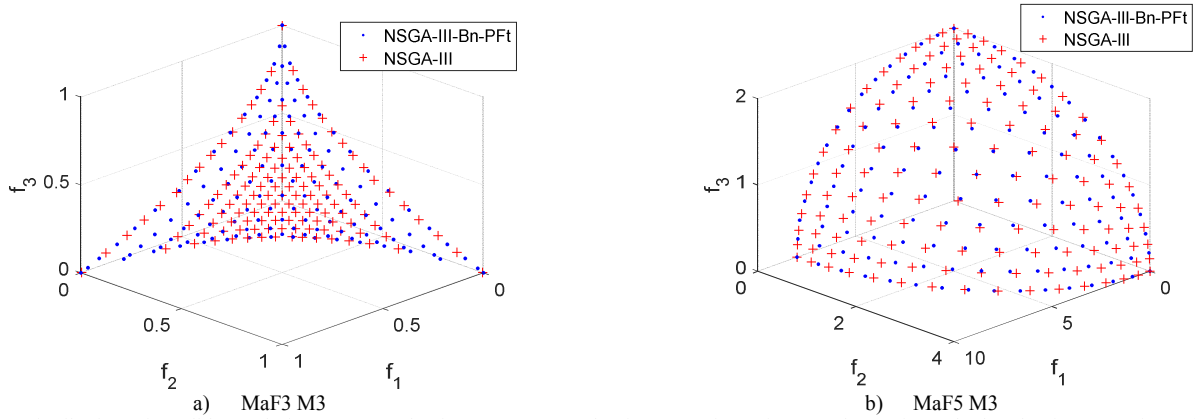 NSGA-III-Bn-PFt
NSGA-III
1
0.5
0
f3
0
0.5
1
f2
1
0.5
0
f1
a) MaF3 M3
NSGA-III-Bn-PFt
NSGA-III
2
1
0
f3
0
2
4
f2
10
5
0
f1
b) MaF5 M3